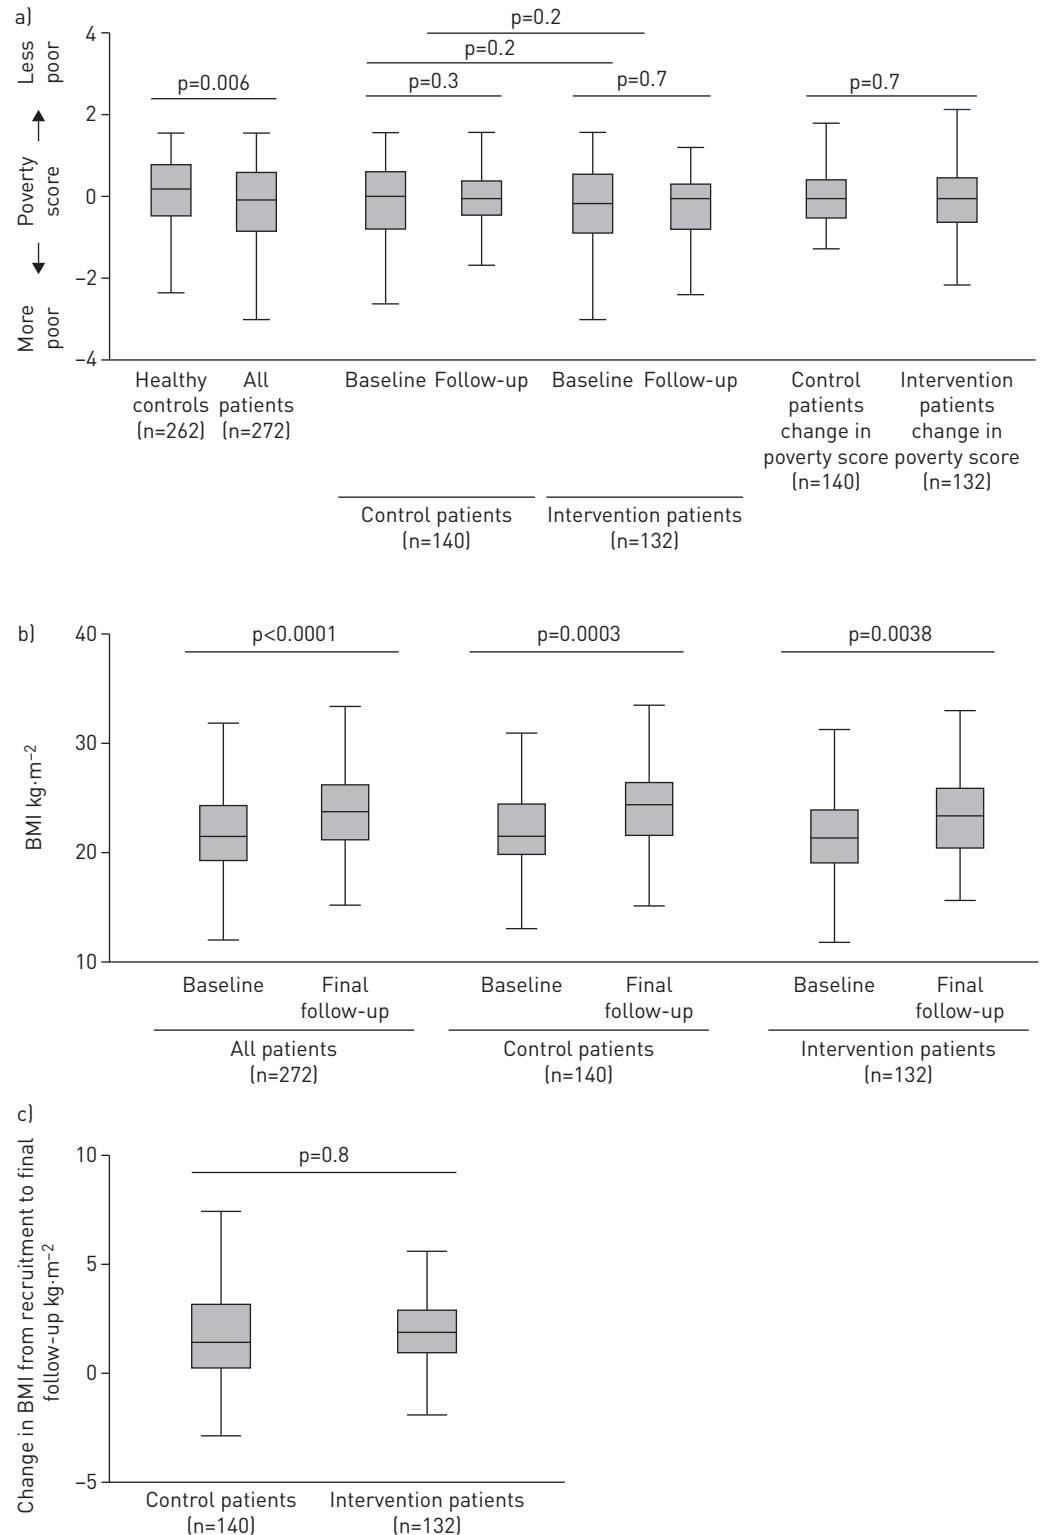 a)
p=0.2
p=0.2
p=0.006
p=0.3
p=0.7
p=0.7
Less
poor
Poverty
score
More
poor
4
2
0
–2
–4
Healthy
controls
(n=262)
All
patients
(n=272)
Baseline
Follow-up
Baseline
Follow-up
Control patients
(n=140)
Intervention patients
(n=132)
Control
patients
change in
poverty score
(n=140)
Intervention
patients
change in
poverty score
(n=132)
b)
p<0.0001
p=0.0003
p=0.0038
BMI kg·m–2
40
30
20
10
Baseline
Final
follow-up
Baseline
Final
follow-up
Baseline
Final
follow-up
All patients
(n=272)
Control patients
(n=140)
Intervention patients
(n=132)
c)
p=0.8
Change in BMI from recruitment to final
follow-up kg·m–2
10
5
0
–5
Control patients
(n=140)
Intervention patients
(n=132)